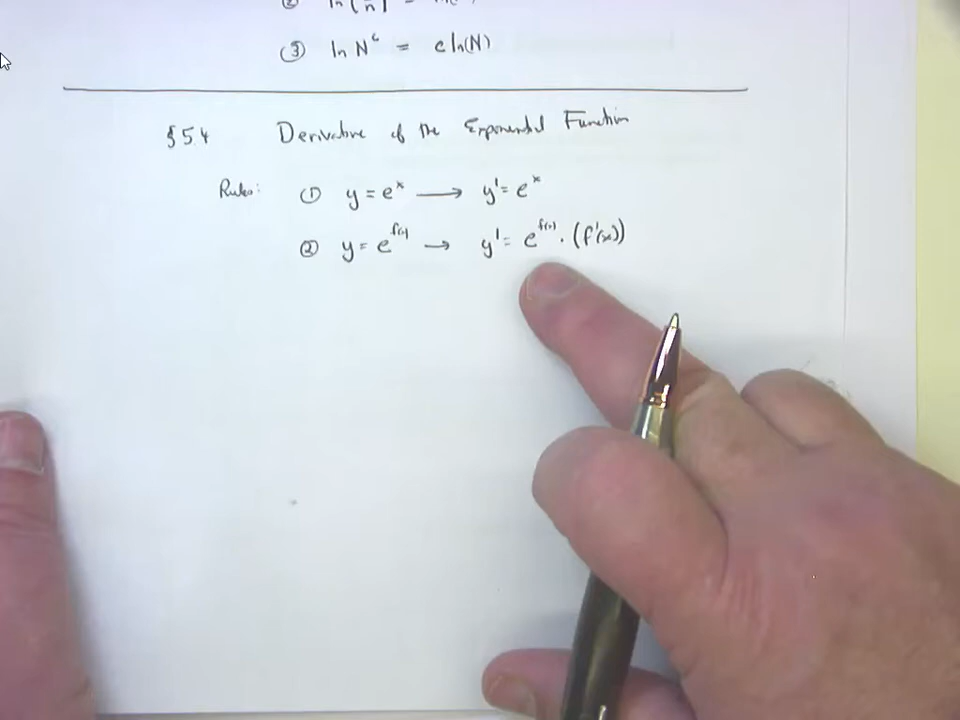 ③ ln N^c = c ln(N)
§ 5.4 Derivative of the Exponential Function
Rules: ① y = e^x → y' = e^x
② y = e^f(x) → y' = e^f(x) · (f'(x))